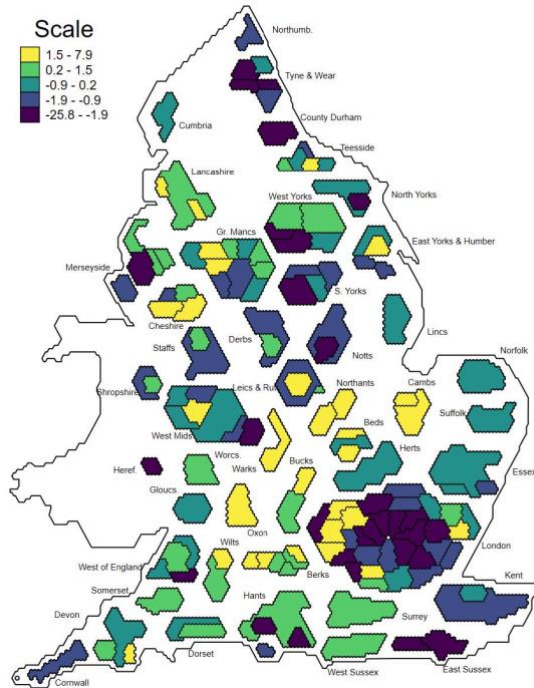 Scale
1.5 - 7.9
0.2 - 1.5
-0.9 - 0.2
-1.9 - -0.9
-25.8 - -1.9
Northumb.
Tyne & Wear
County Durham
Cumbria
Teesside
Lancashire
West Yorks
North Yorks
Gr. Mancs
East Yorks & Humber
Merseyside
S. Yorks
Cheshire
Lincs
Staffs
Derbs
Notts
Norfolk
Shropshire
Leics & Rut
Northants
Cambs
Suffolk
West Mids
Beds
Worcs.
Bucks
Herts
Heref.
Warks
Essex
Gloucs.
Oxon
Wilts
London
West of England
Berks
Kent
Somerset
Hants
Devon
Surrey
Dorset
West Sussex
East Sussex
Cornwall